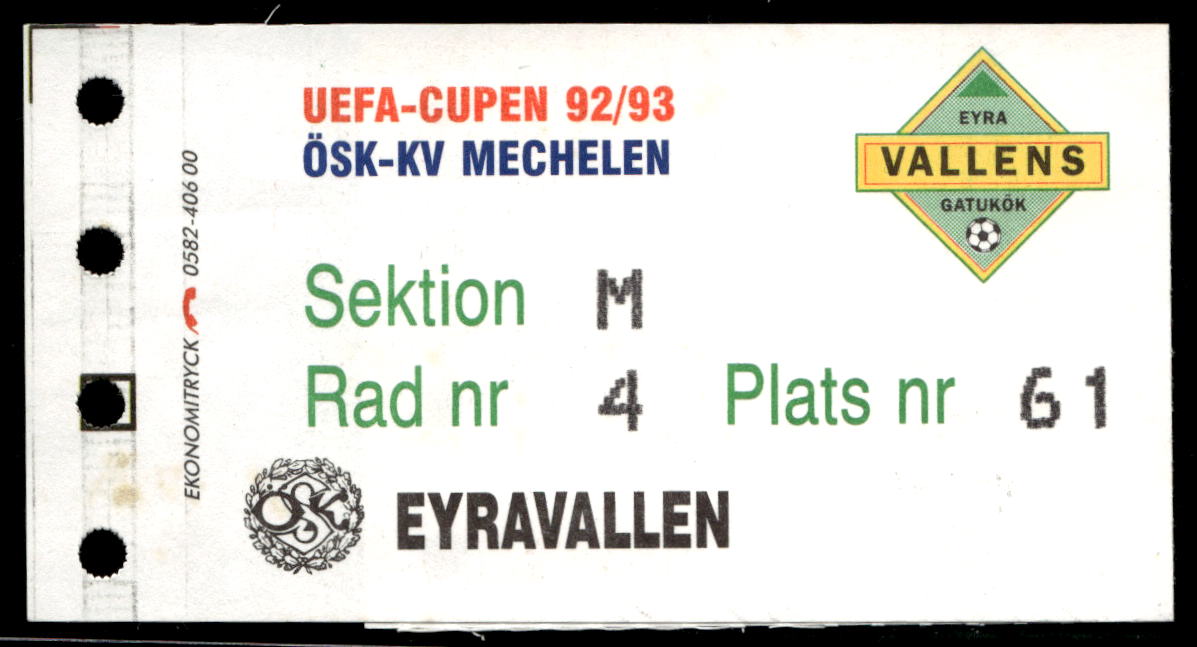 UEFA-CUPEN 92/93
ÖSK-KV MECHELEN
EYRA
VALLENS
GATUKÖK
Sektion M
Rad nr 4 Plats nr 61
ÖSK
EYRAVALLEN
EKONOMITRYCK 0582-406 00